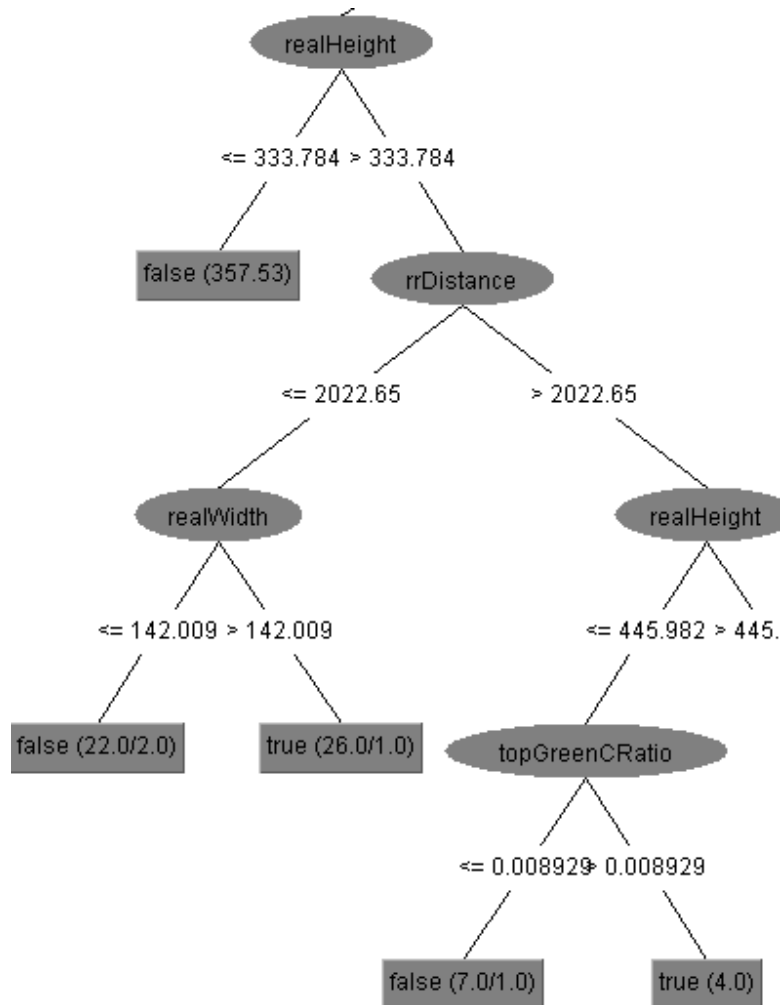 realHeight
<= 333.784 > 333.784
false (357.53)
rrDistance
<= 2022.65
> 2022.65
realWidth
realHeight
<= 142.009 > 142.009
<= 445.982 > 445.
false (22.0/2.0)
true (26.0/1.0)
topGreenCRatio
<= 0.008929 > 0.008929
false (7.0/1.0)
true (4.0)